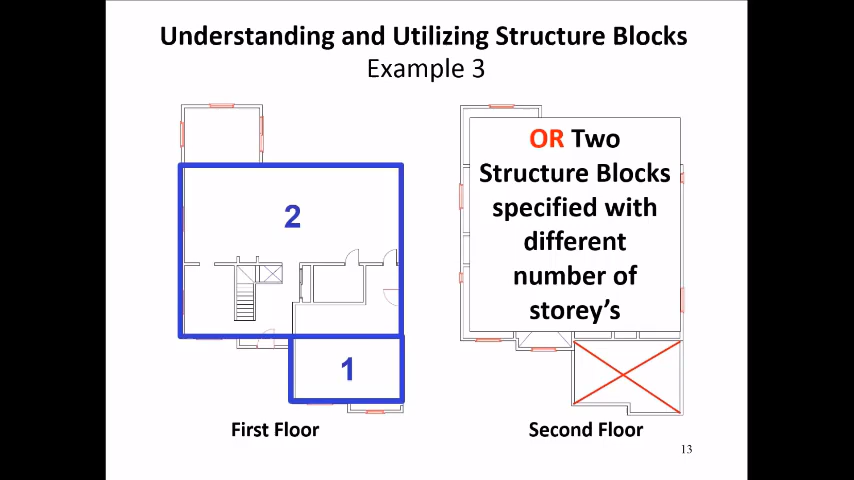 Understanding and Utilizing Structure Blocks
Example 3
2
1
First Floor
OR Two
Structure Blocks
specified with
different
number of
storey’s
Second Floor
13